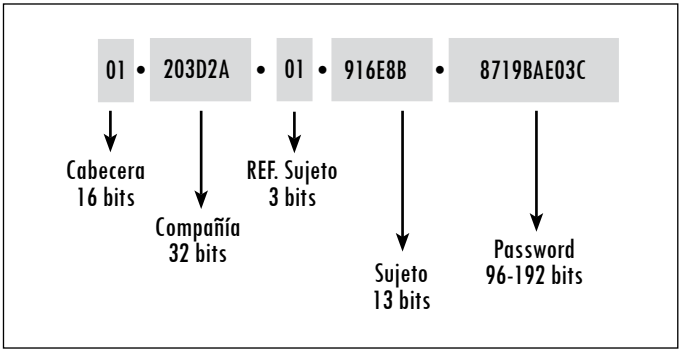 01 • 203D2A • 01 • 916E8B • 8719BAE03C
Cabecera
16 bits
Compañía
32 bits
REF. Sujeto
3 bits
Sujeto
13 bits
Password
96-192 bits